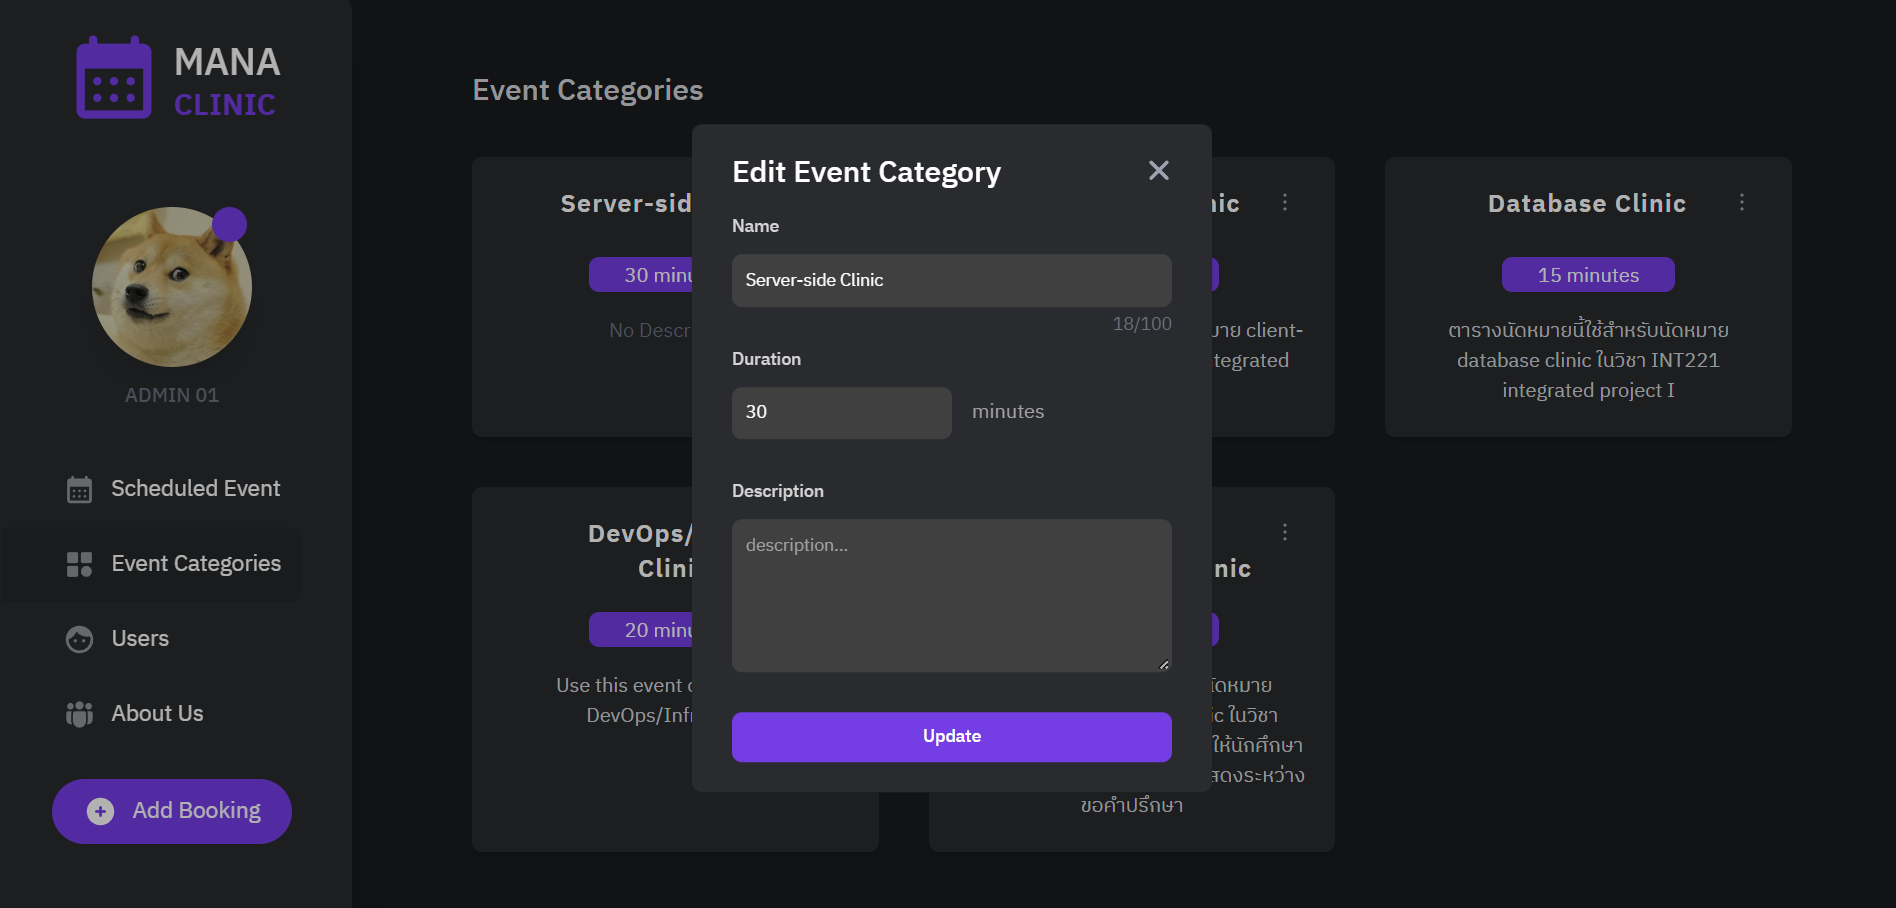 MANA
CLINIC
ADMIN 01
Scheduled Event
Event Categories
Users
About Us
Add Booking
Event Categories
Server-sid
30 minu
No Descr
nic
มาย client-
tegrated
Database Clinic
15 minutes
ตารางนัดหมายนี้ใช้สำหรับนัดหมาย
database clinic ในวิชา INT221
integrated project I
DevOps/
Clini
20 minu
Use this event
DevOps/Infr
nic
ัดหมาย
ic ในวิชา
ให้นักศึกษา
สดงระหว่าง
ขอคำปรึกษา
Edit Event Category
Name
Server-side Clinic
18/100
Duration
30 minutes
Description
description...
Update